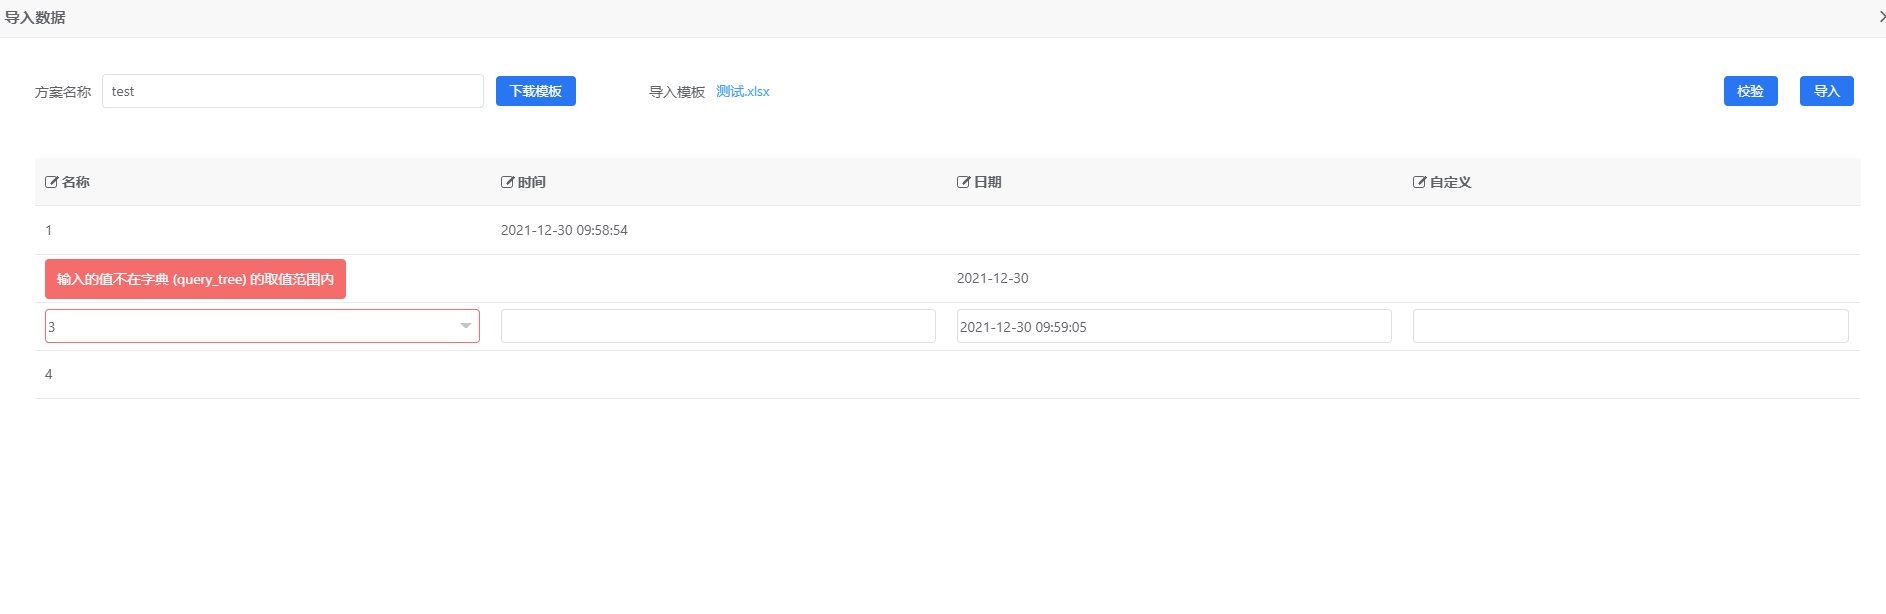 导入数据
方案名称 test 下载模板 导入模板 测试.xlsx 校验 导入
名称 时间 日期 自定义
1 2021-12-30 09:58:54
输入的值不在字典 (query_tree) 的取值范围内 2021-12-30
3 2021-12-30 09:59:05
4